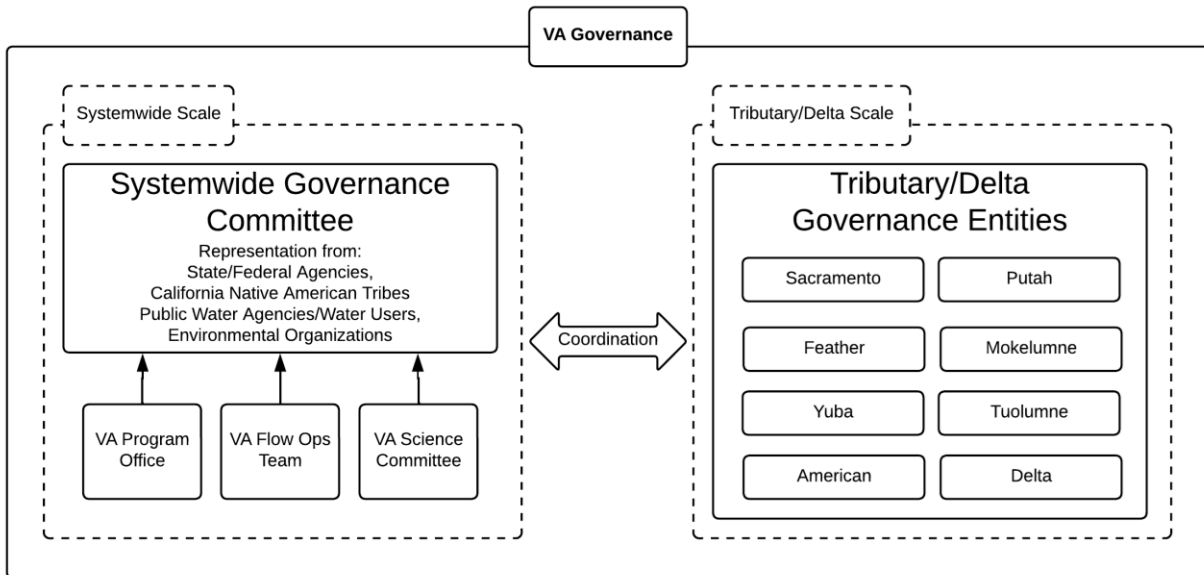 VA Governance
Systemwide Scale
Systemwide Governance
Committee
Representation from:
State/Federal Agencies,
California Native American Tribes
Public Water Agencies/Water Users,
Environmental Organizations
VA Program
Office
VA Flow Ops
Team
VA Science
Committee
Coordination
Tributary/Delta Scale
Tributary/Delta
Governance Entities
Sacramento
Putah
Feather
Mokelumne
Yuba
Tuolumne
American
Delta